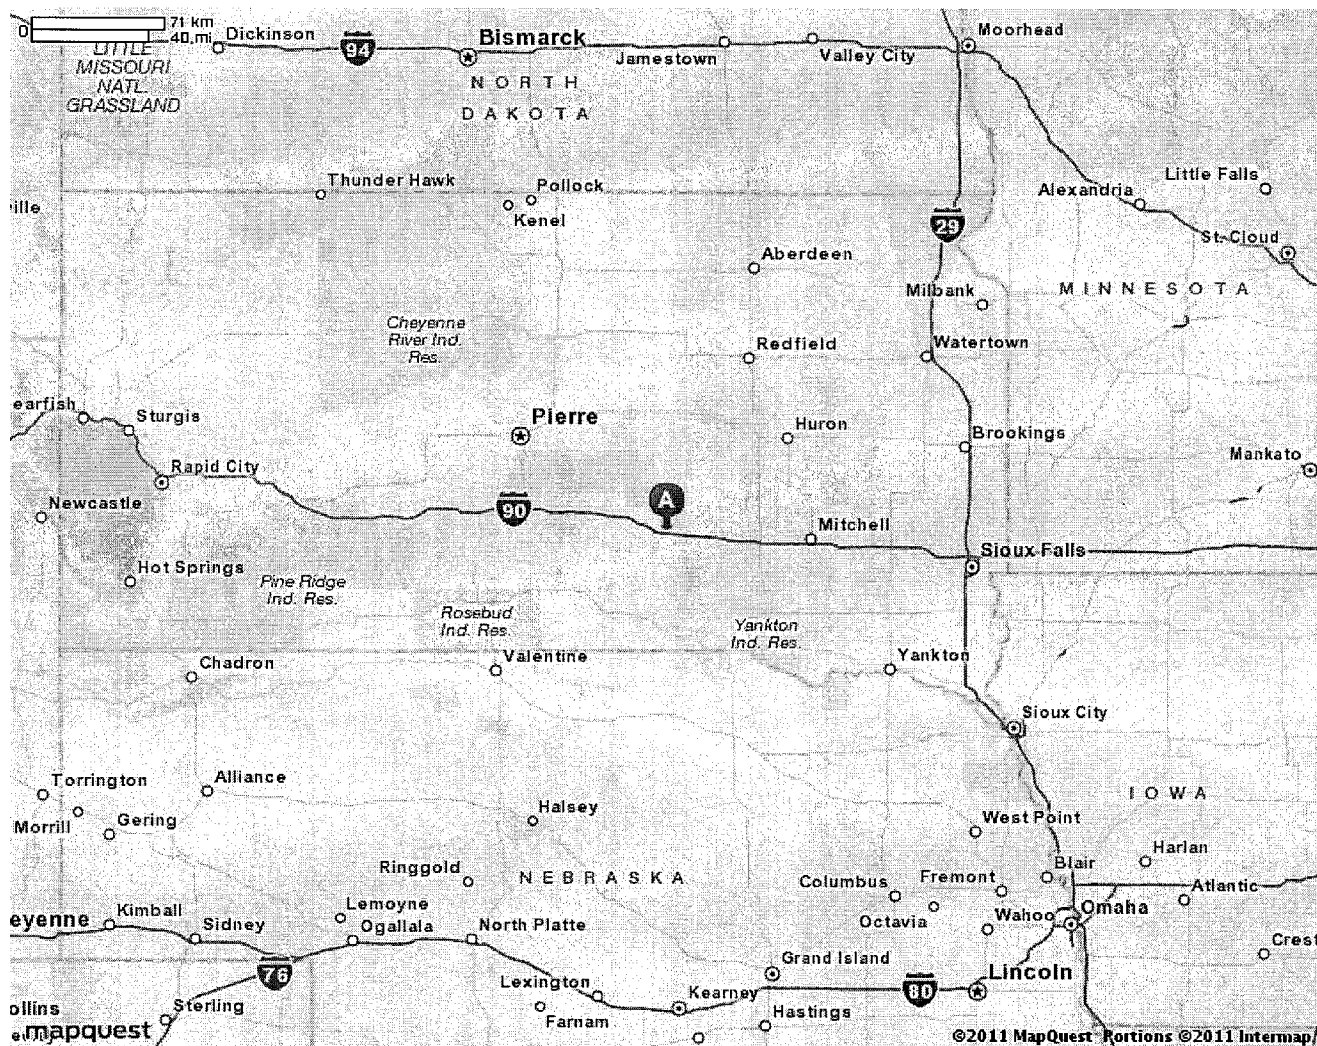 0
71 km
40 mi
Dickinson
94
Bismarck
Jamestown
Valley City
Moorhead
LITTLE
MISSOURI
NATL.
GRASSLAND
NORTH
DAKOTA
Thunder Hawk
Pollock
Kenel
Alexandria
Little Falls
ville
29
St. Cloud
Aberdeen
Milbank
MINNESOTA
Cheyenne
River Ind.
Res.
Redfield
Watertown
earfish
Sturgis
Pierre
Huron
Brookings
Rapid City
Mankato
Newcastle
90
A
Mitchell
Sioux Falls
Hot Springs
Pine Ridge
Ind. Res.
Rosebud
Ind. Res.
Yankton
Ind. Res.
Chadron
Valentine
Yankton
Sioux City
Torrington
Alliance
IOWA
Morrill
Gering
Halsey
West Point
Harlan
Ringgold
NEBRASKA
Blair
Columbus
Fremont
Atlantic
eyenne
Kimball
Lemoyne
Octavia
Wahoo
Omaha
Sidney
Ogallala
North Platte
Crest
76
Grand Island
Lincoln
Lexington
Kearney
80
ollins
Sterling
Farnam
Hastings
mapquest
©2011 MapQuest Portions ©2011 Intermap